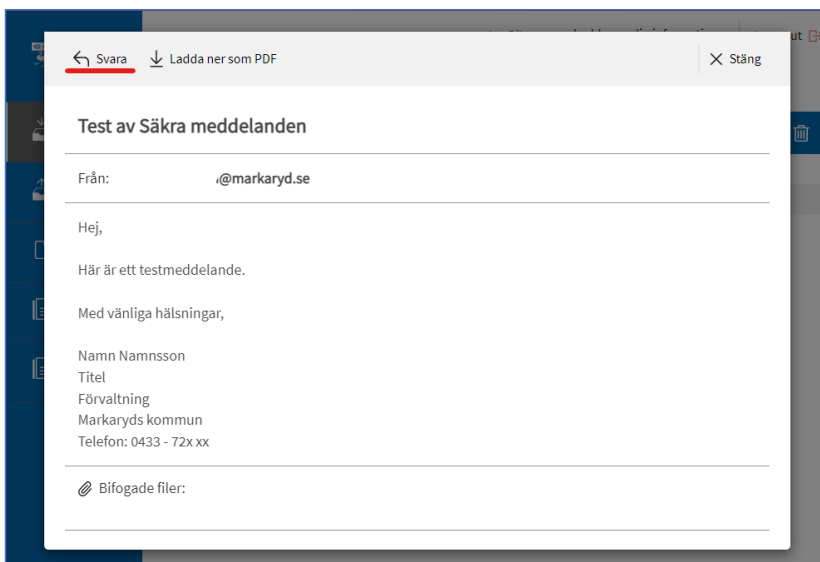 Svara
Ladda ner som PDF
Stäng
ut
Test av Säkra meddelanden
Från: @markaryd.se
Hej,
Här är ett testmeddelande.
Med vänliga hälsningar,
Namn Namnsson
Titel
Förvaltning
Markaryds kommun
Telefon: 0433 - 72x xx
Bifogade filer: